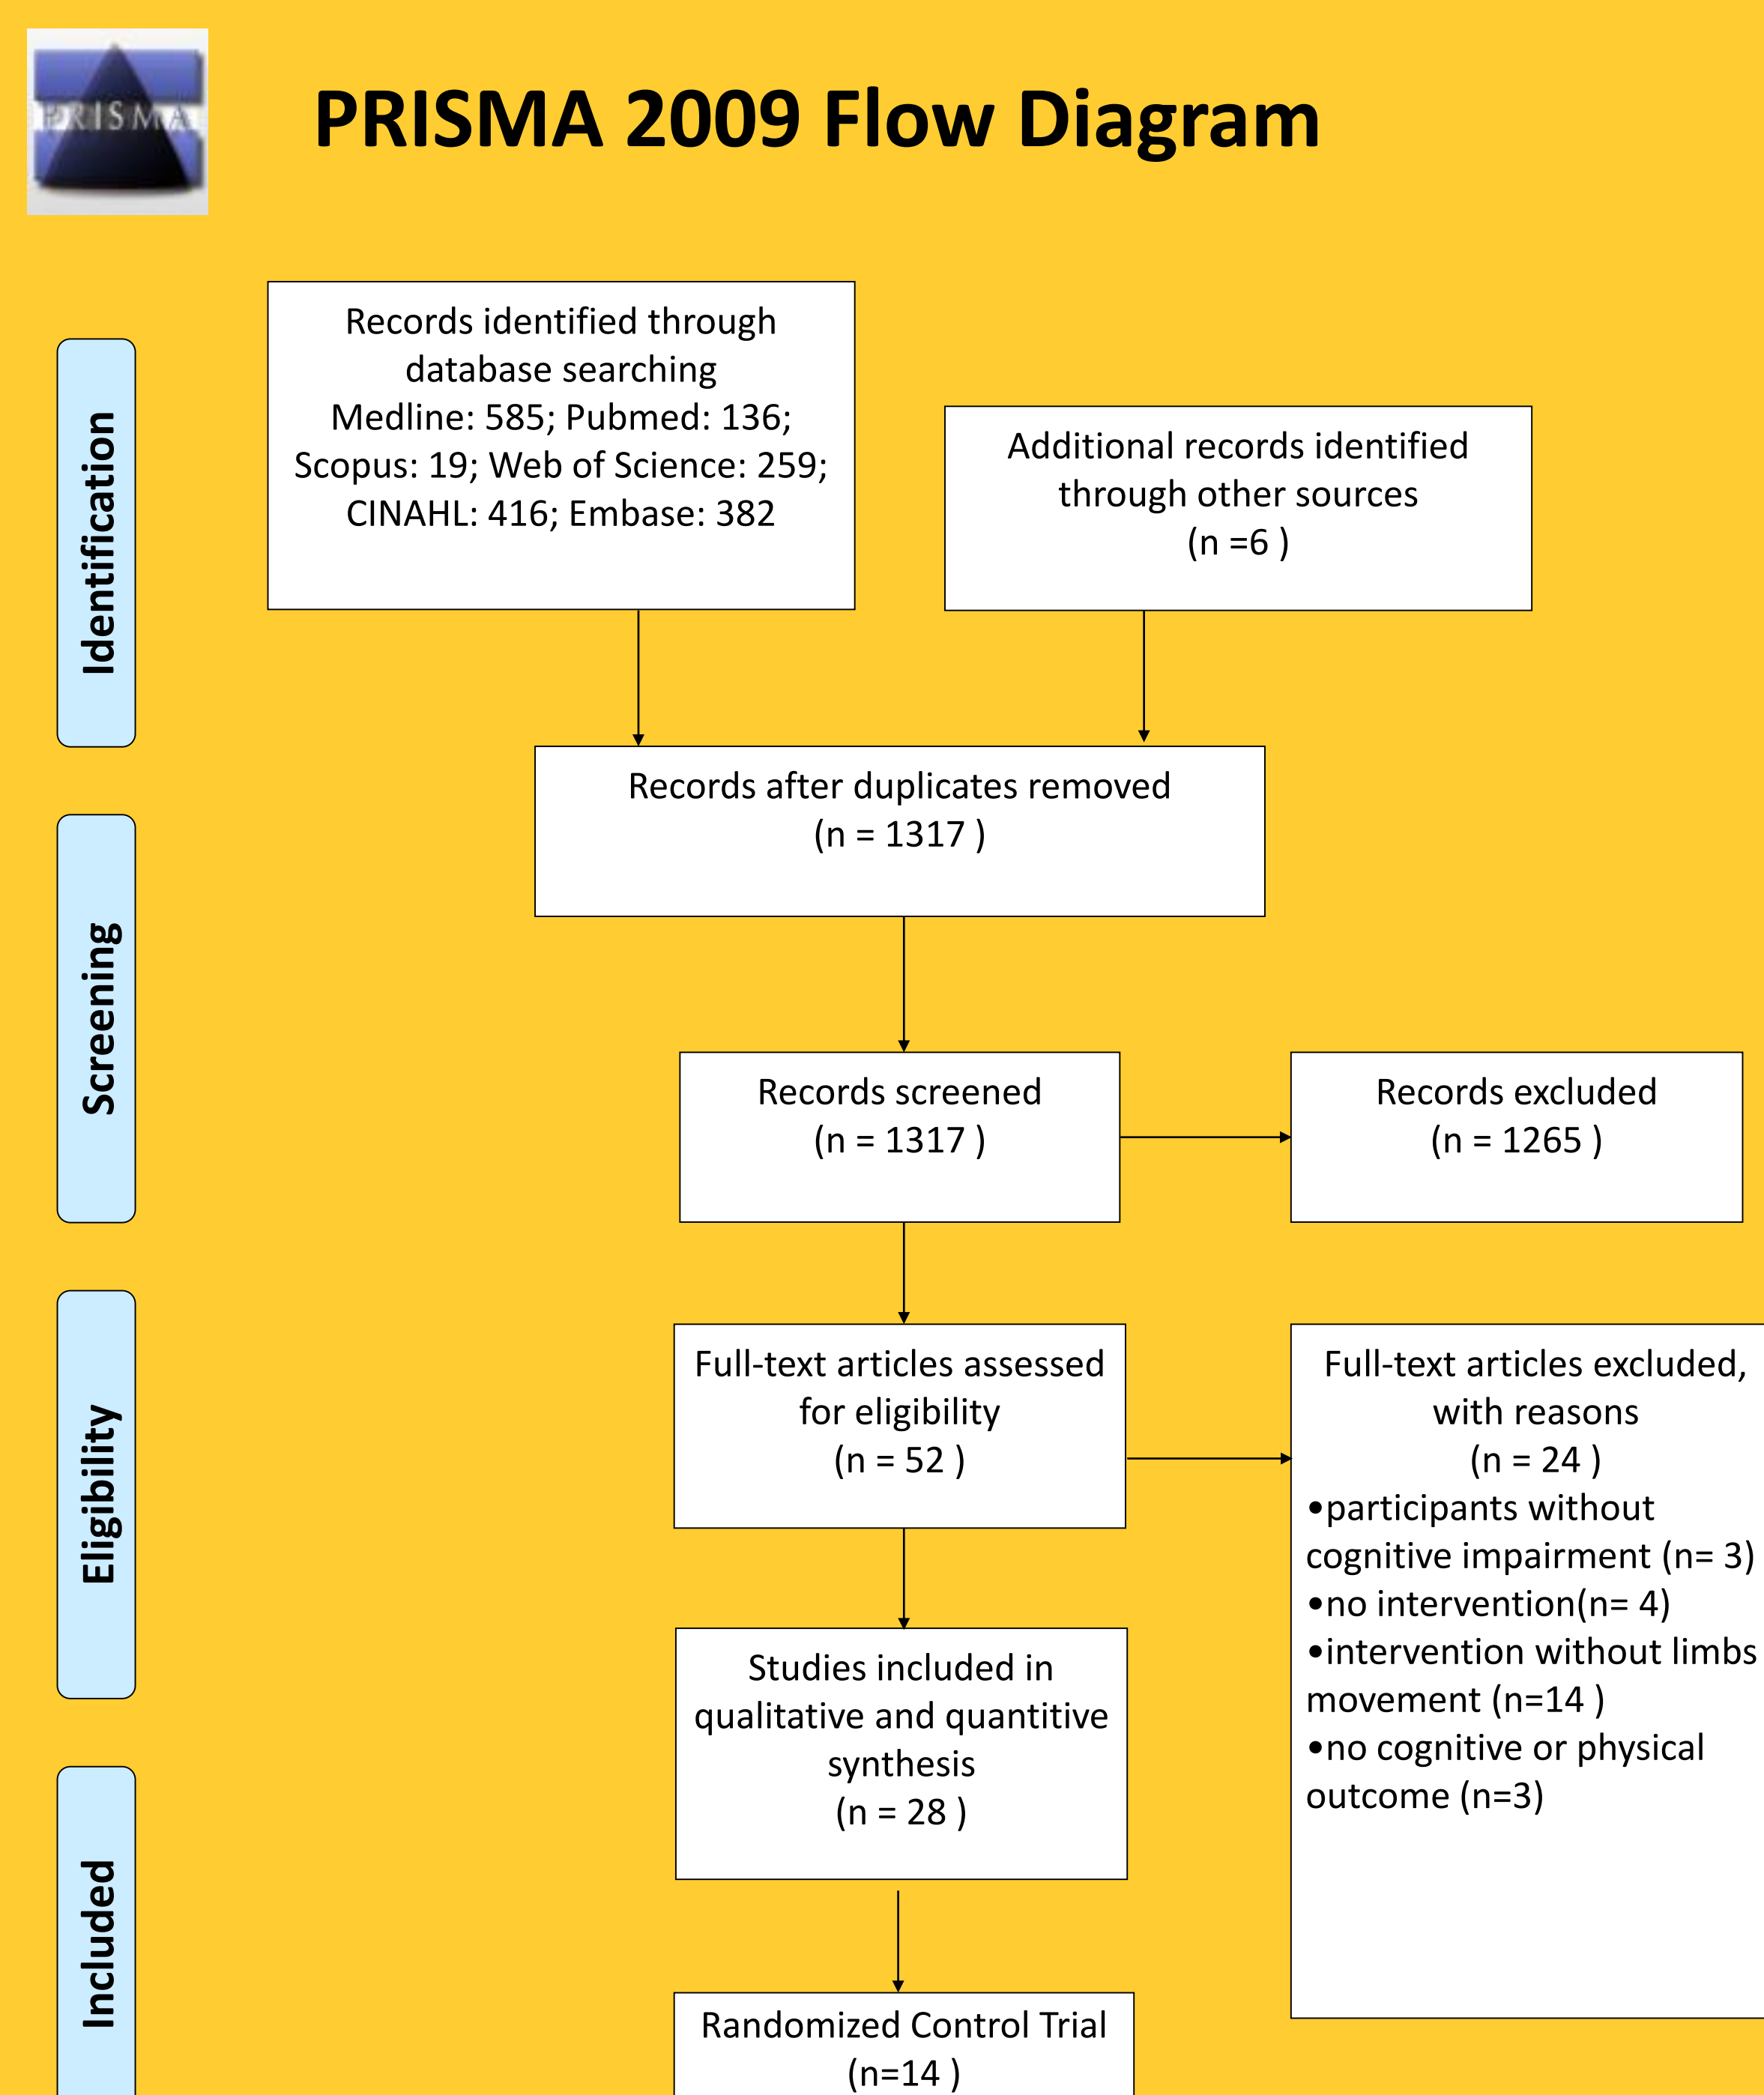 PRISMA
PRISMA 2009 Flow Diagram
Identification
Records identified through
database searching
Medline: 585; Pubmed: 136;
Scopus: 19; Web of Science: 259;
CINAHL: 416; Embase: 382
Additional records identified
through other sources
(n =6 )
Records after duplicates removed
(n = 1317 )
Screening
Records screened
(n = 1317 )
Records excluded
(n = 1265 )
Eligibility
Full-text articles assessed
for eligibility
(n = 52 )
Full-text articles excluded,
with reasons
(n = 24 )
•participants without
cognitive impairment (n= 3)
•no intervention(n= 4)
•intervention without limbs
movement (n=14 )
•no cognitive or physical
outcome (n=3)
Studies included in
qualitative and quantitive
synthesis
(n = 28 )
Included
Randomized Control Trial
(n=14 )